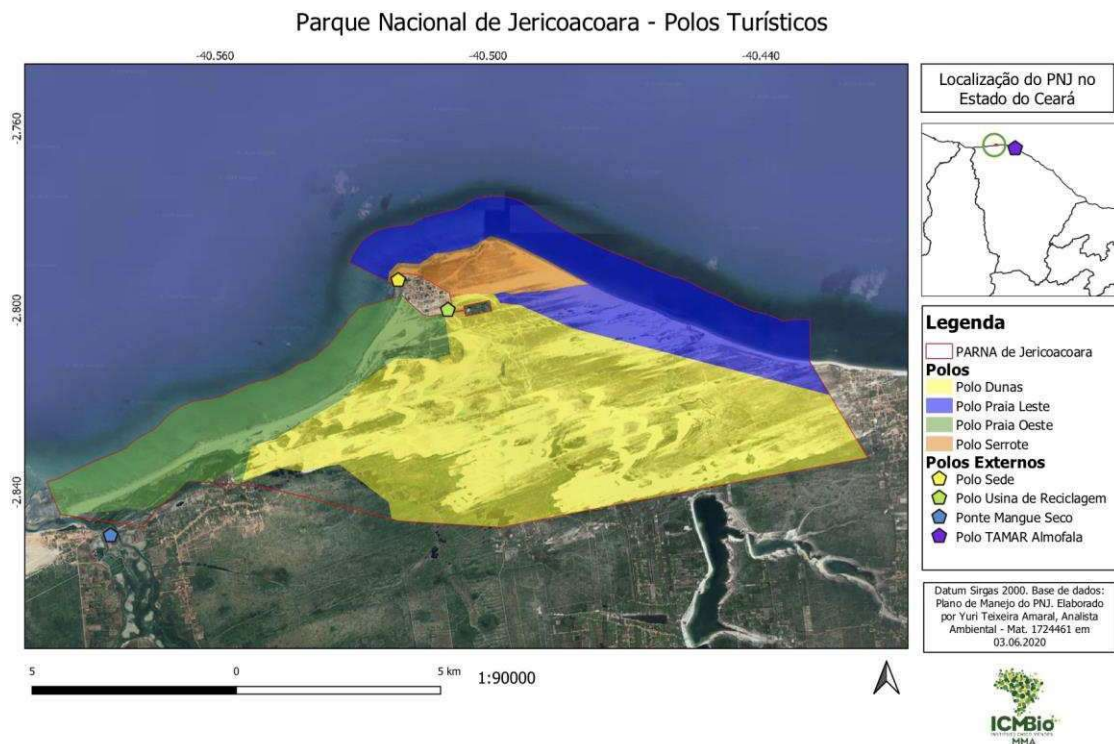 Parque Nacional de Jericoacoara - Polos Turísticos
-40.560
-40.500
-40.440
-2.760
-2.800
-2.840
Localização do PNJ no
Estado do Ceará
Legenda
PARNA de Jericoacoara
Polos
Polo Dunas
Polo Praia Leste
Polo Praia Oeste
Polo Serrote
Polos Externos
Polo Sede
Polo Usina de Reciclagem
Ponte Mangue Seco
Polo TAMAR Almofala
Datum Sirgas 2000. Base de dados:
Plano de Manejo do PNJ. Elaborado
por Yuri Teixeira Amaral, Analista
Ambiental - Mat. 1724461 em
03.06.2020
5
0
5 km
1:90000
ICMBio
INSTITUTO CHICO MENDES
MMA